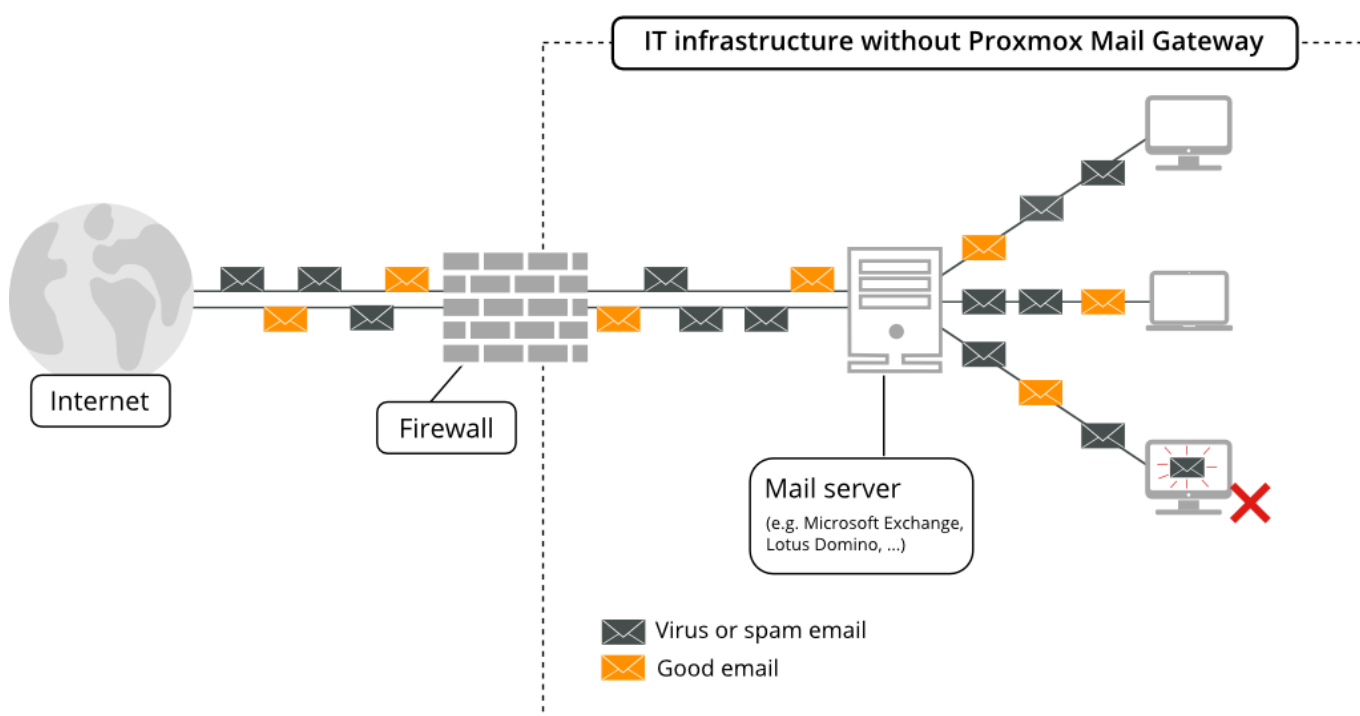 IT infrastructure without Proxmox Mail Gateway
Internet
Firewall
Mail server
(e.g. Microsoft Exchange,
Lotus Domino, ...)
Virus or spam email
Good email